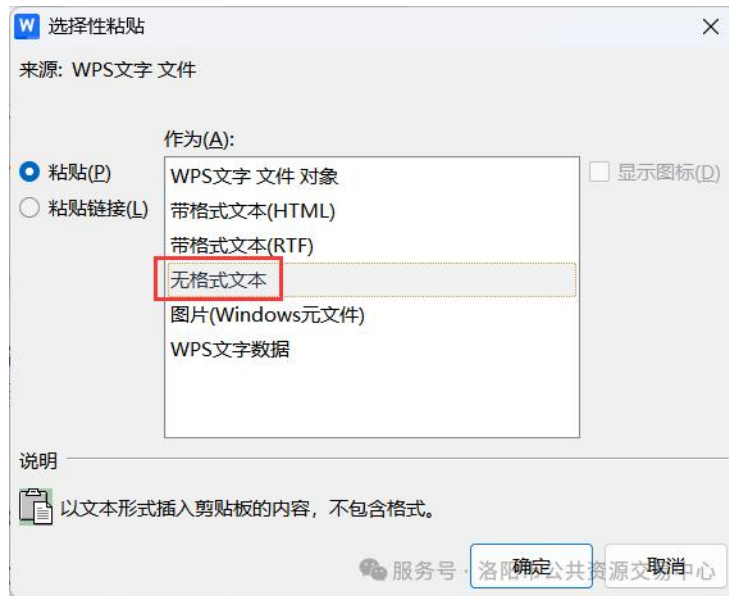 W 选择性粘贴
来源: WPS文字 文件
作为(A):
粘贴(P)
粘贴链接(L)
WPS文字 文件 对象
带格式文本(HTML)
带格式文本(RTF)
无格式文本
图片(Windows元文件)
WPS文字数据
显示图标(D)
说明
以文本形式插入剪贴板的内容，不包含格式。
确定
取消
服务号 · 洛阳市公共资源交易中心